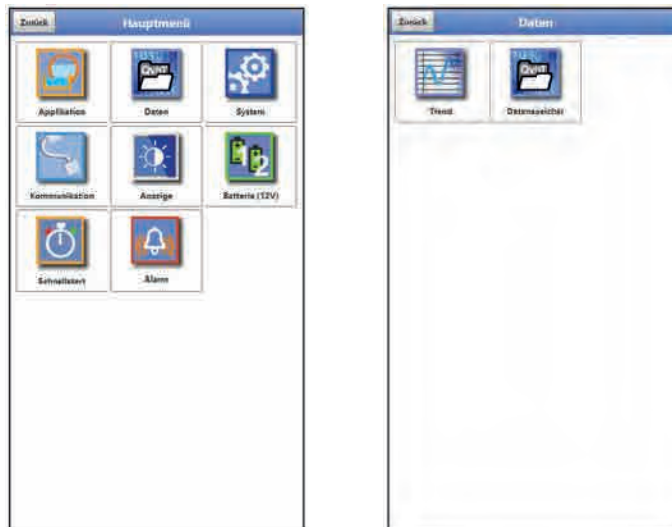 Zurück Hauptmenü
Applikation Daten System
Kommunikation Anzeige Batterie (12V)
Schnellstart Alarm
Zurück Daten
Trend Datenspeicher